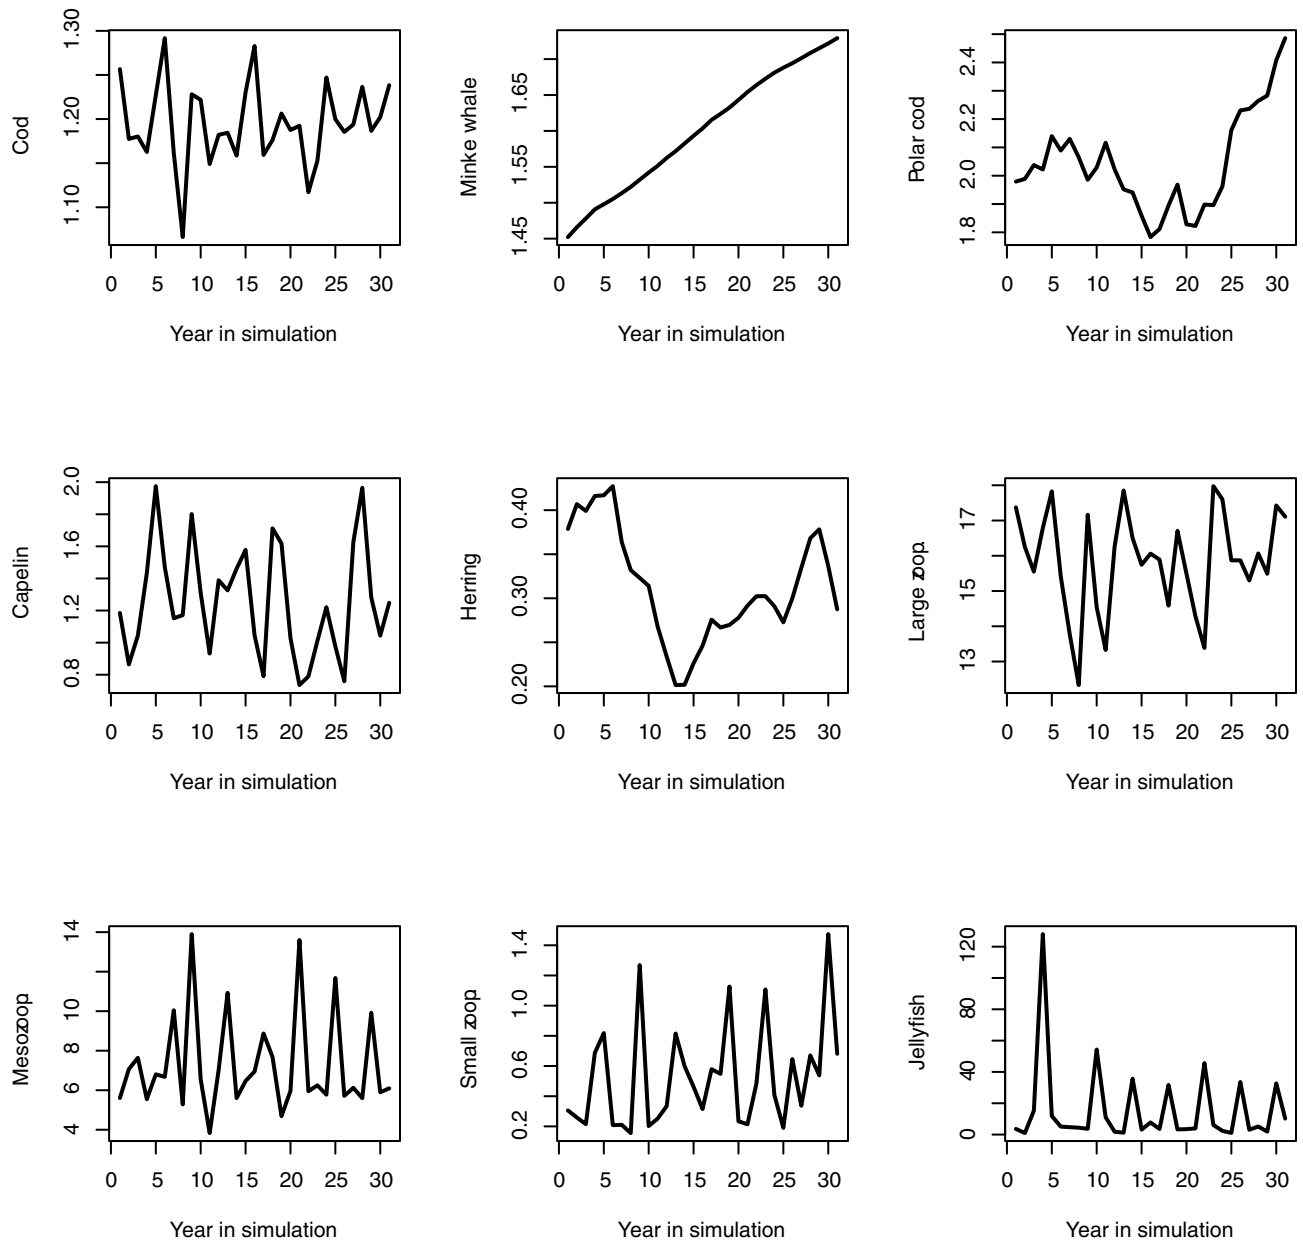 Cod
1.10 1.20 1.30
0 5 10 15 20 25 30
Year in simulation
Minke whale
1.45 1.55 1.65
0 5 10 15 20 25 30
Year in simulation
Polar cod
1.8 2.0 2.2 2.4
0 5 10 15 20 25 30
Year in simulation
Capelin
0.8 1.2 1.6 2.0
0 5 10 15 20 25 30
Year in simulation
Herring
0.20 0.30 0.40
0 5 10 15 20 25 30
Year in simulation
Large zoop.
13 15 17
0 5 10 15 20 25 30
Year in simulation
Mesozoop
4 6 8 10 14
0 5 10 15 20 25 30
Year in simulation
Small zoop
0.2 0.6 1.0 1.4
0 5 10 15 20 25 30
Year in simulation
Jellyfish
0 40 80 120
0 5 10 15 20 25 30
Year in simulation